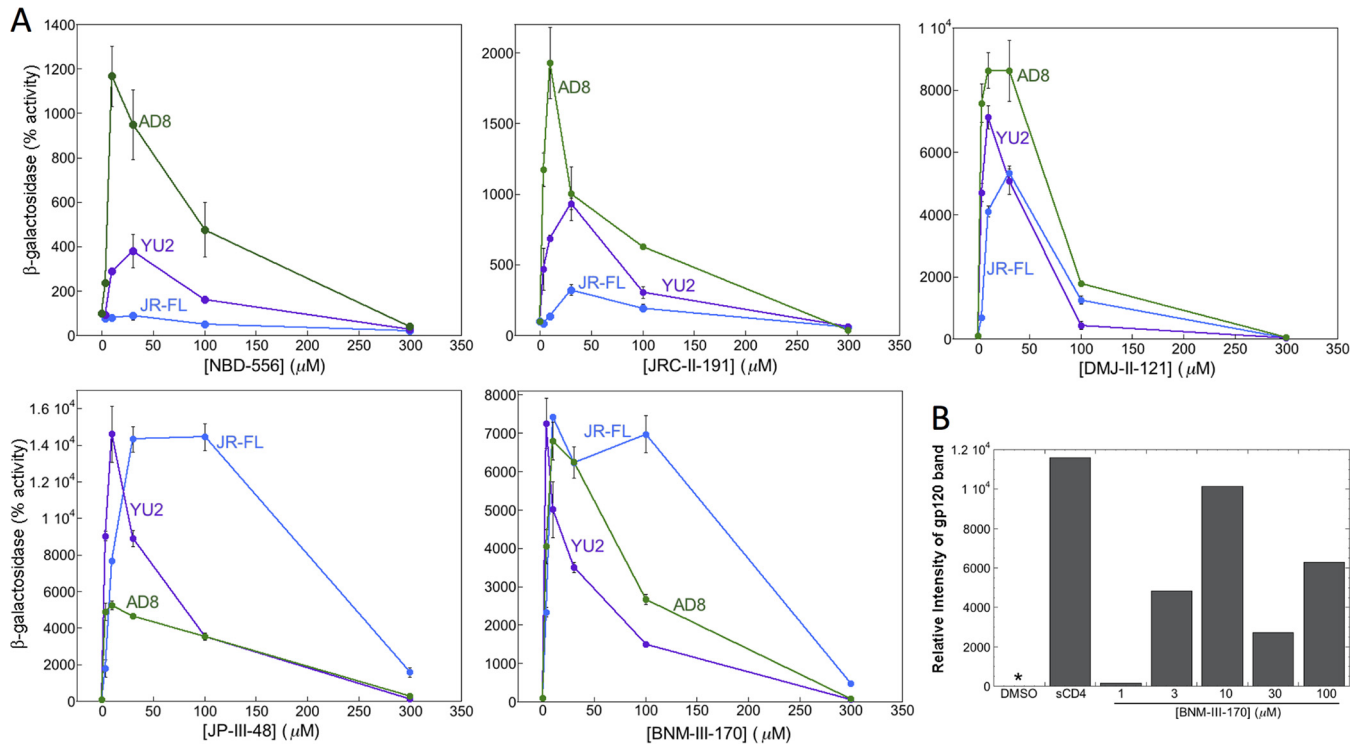 A
1400
1200
1000
800
600
400
200
0
β-galactosidase (% activity)
AD8
YU2
JR-FL
0 50 100 150 200 250 300 350
[NBD-556] (μM)
2000
1500
1000
500
0
AD8
YU2
JR-FL
0 50 100 150 200 250 300 350
[JRC-II-191] (μM)
1 10⁴
8000
6000
4000
2000
0
AD8
YU2
JR-FL
0 50 100 150 200 250 300 350
[DMJ-II-121] (μM)
1.6 10⁴
1.4 10⁴
1.2 10⁴
1 10⁴
8000
6000
4000
2000
0
β-galactosidase (% activity)
JR-FL
YU2
AD8
0 50 100 150 200 250 300 350
[JP-III-48] (μM)
8000
7000
6000
5000
4000
3000
2000
1000
0
JR-FL
YU2
AD8
0 50 100 150 200 250 300 350
[BNM-III-170] (μM)
B
1.2 10⁴
1 10⁴
8000
6000
4000
2000
0
Relative Intensity of gp120 band
*
DMSO sCD4 1 3 10 30 100
[BNM-III-170] (μM)